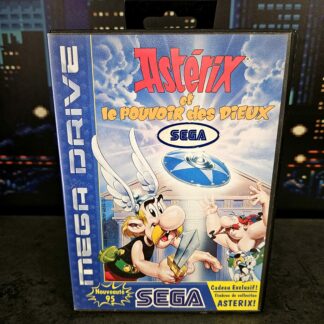 Astérix
et
le POUVOIR des DIEUX
SEGA
MEGA DRIVE
Nouveauté
95
SEGA
Cadeau Exclusif!
ASTERIX!